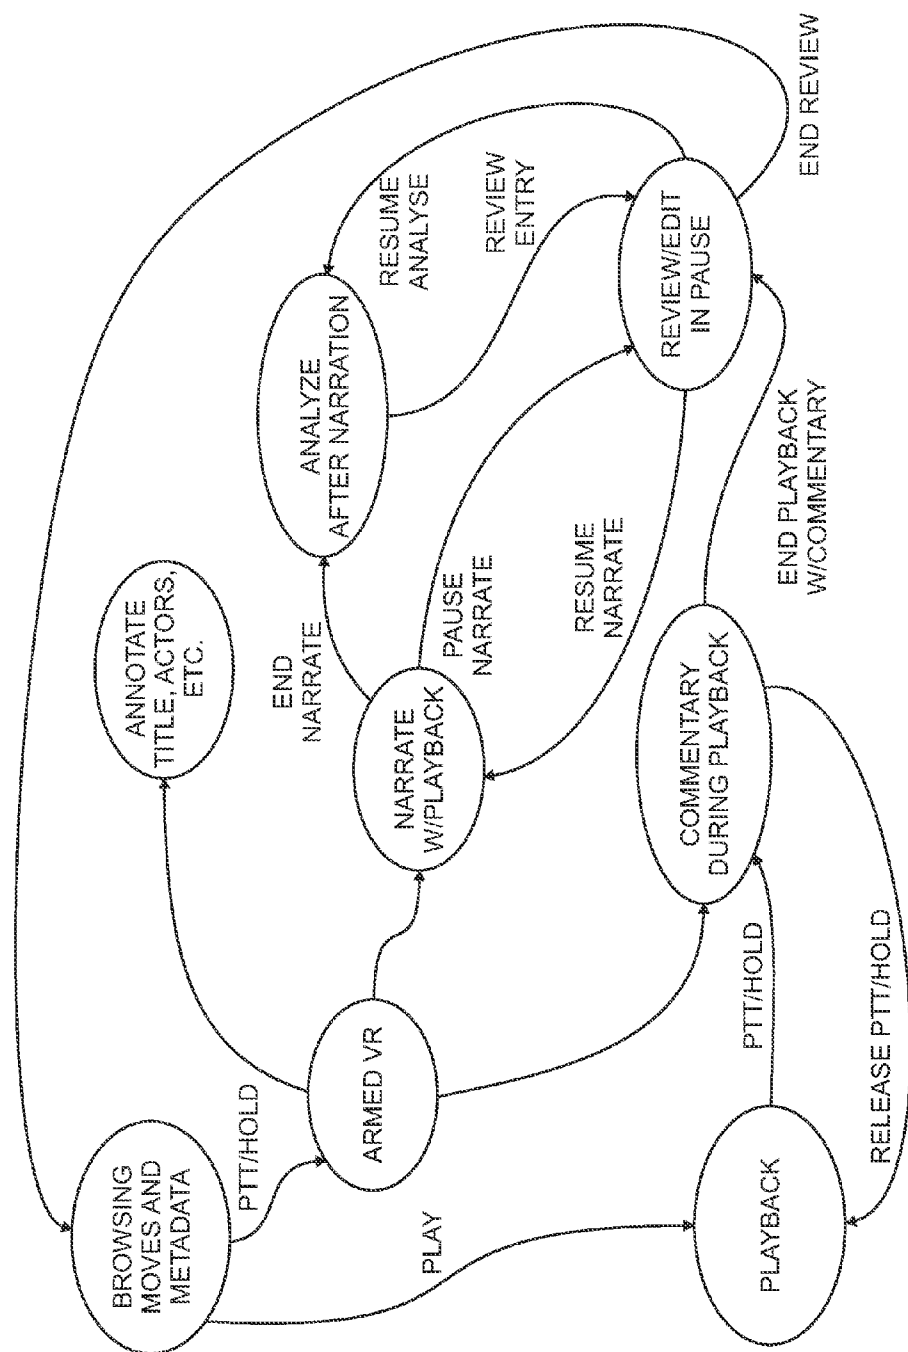 BROWSING
MOVES AND
METADATA
PTT/HOLD
ARMED VR
PLAY
PLAYBACK
PTT/HOLD
RELEASE PTT/HOLD
ANNOTATE
TITLE, ACTORS,
ETC.
NARRATE
W/PLAYBACK
END
NARRATE
PAUSE
NARRATE
RESUME
NARRATE
COMMENTARY
DURING PLAYBACK
END PLAYBACK
W/COMMENTARY
ANALYZE
AFTER NARRATION
RESUME
ANALYSE
REVIEW
ENTRY
REVIEW/EDIT
IN PAUSE
END REVIEW